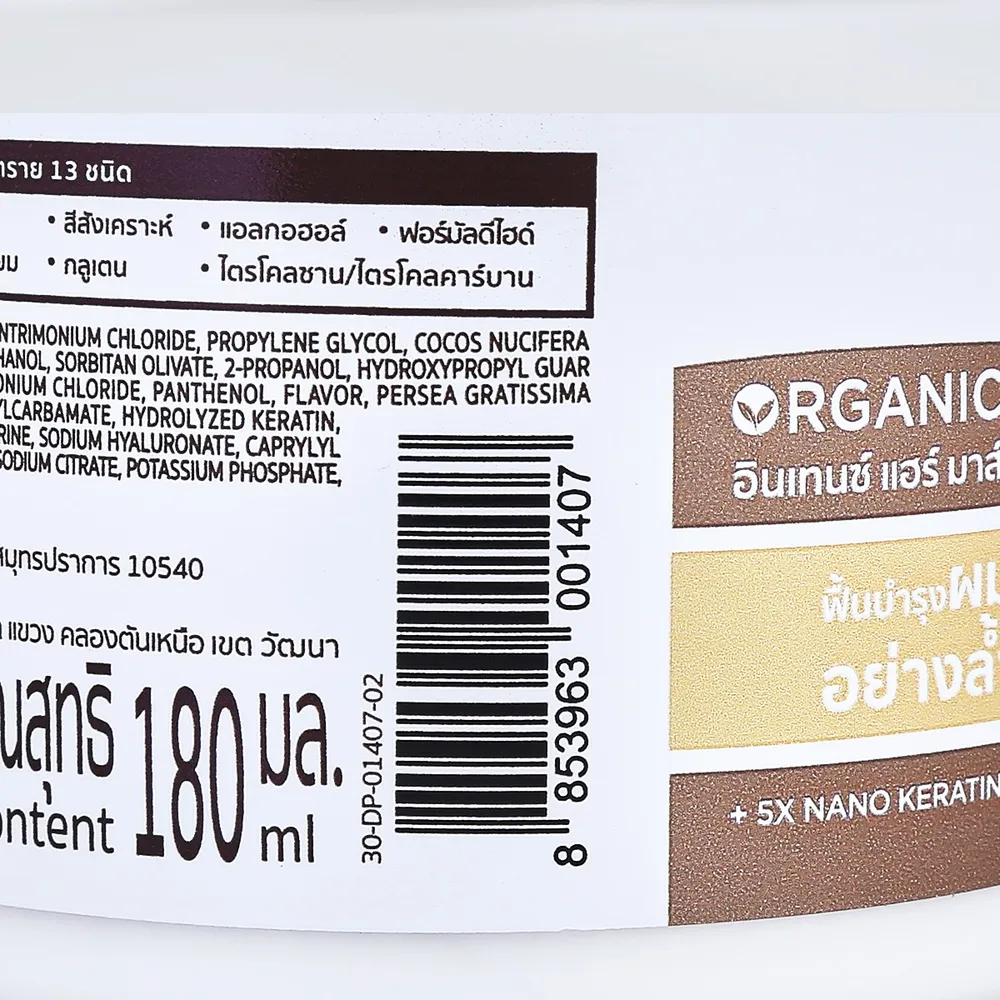 ทราย 13 ชนิด
• สีสังเคราะห์ • แอลกอฮอล์ • ฟอร์มัลดีไฮด์
• กลูเตน • ไตรโคลซาน/ไตรโคลคาร์บาน
NTRIMONIUM CHLORIDE, PROPYLENE GLYCOL, COCOS NUCIFERA
HANOL, SORBITAN OLIVATE, 2-PROPANOL, HYDROXYPROPYL GUAR
ONIUM CHLORIDE, PANTHENOL, FLAVOR, PERSEA GRATISSIMA
YLCARBAMATE, HYDROLYZED KERATIN,
RINE, SODIUM HYALURONATE, CAPRYLYL
SODIUM CITRATE, POTASSIUM PHOSPHATE,
สมุทรปราการ 10540
แขวง คลองตันเหนือ เขต วัฒนา
สุทธิ 180 มล.
ontent ml
30-DP-01407-02
8 853963 001407
ORGANIC
อินเทนซ์ แฮร์ มาส
ฟื้นบำรุงผม
อย่างล้ำ
+ 5X NANO KERATIN